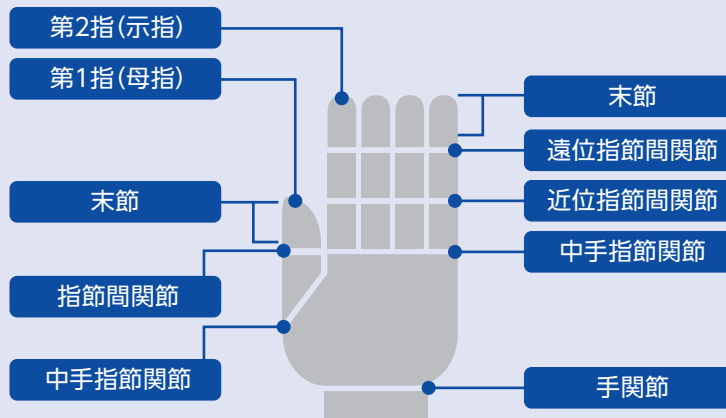 第2指(示指)
第1指(母指)
末節
指節間関節
中手指節関節
末節
遠位指節間関節
近位指節間関節
中手指節関節
手関節